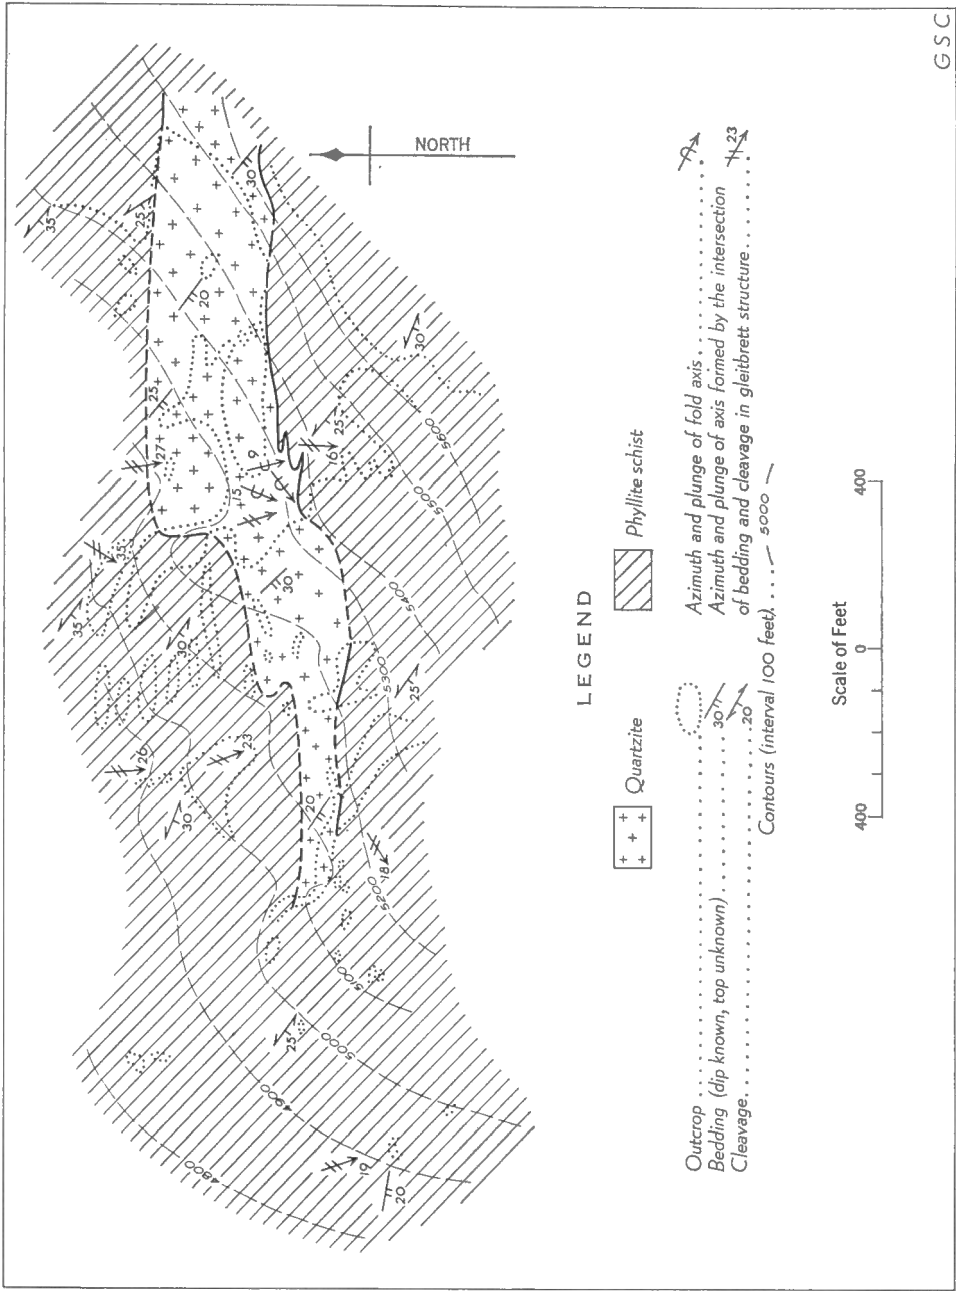 GSC
NORTH
35
25
30
20
25
27
9
15
16
25
30
5600
5500
5400
5300
35
35
30
30
26
23
30
20
25
18
5200
5100
5000
25
4900
4800
19
20
LEGEND
Quartzite
Phyllite schist
Outcrop
Bedding (dip known, top unknown) 30
Cleavage 20
Azimuth and plunge of fold axis
Azimuth and plunge of axis formed by the intersection
of bedding and cleavage in gleitbrett structure 23
Contours (interval 100 feet) 5000
400 0 400
Scale of Feet